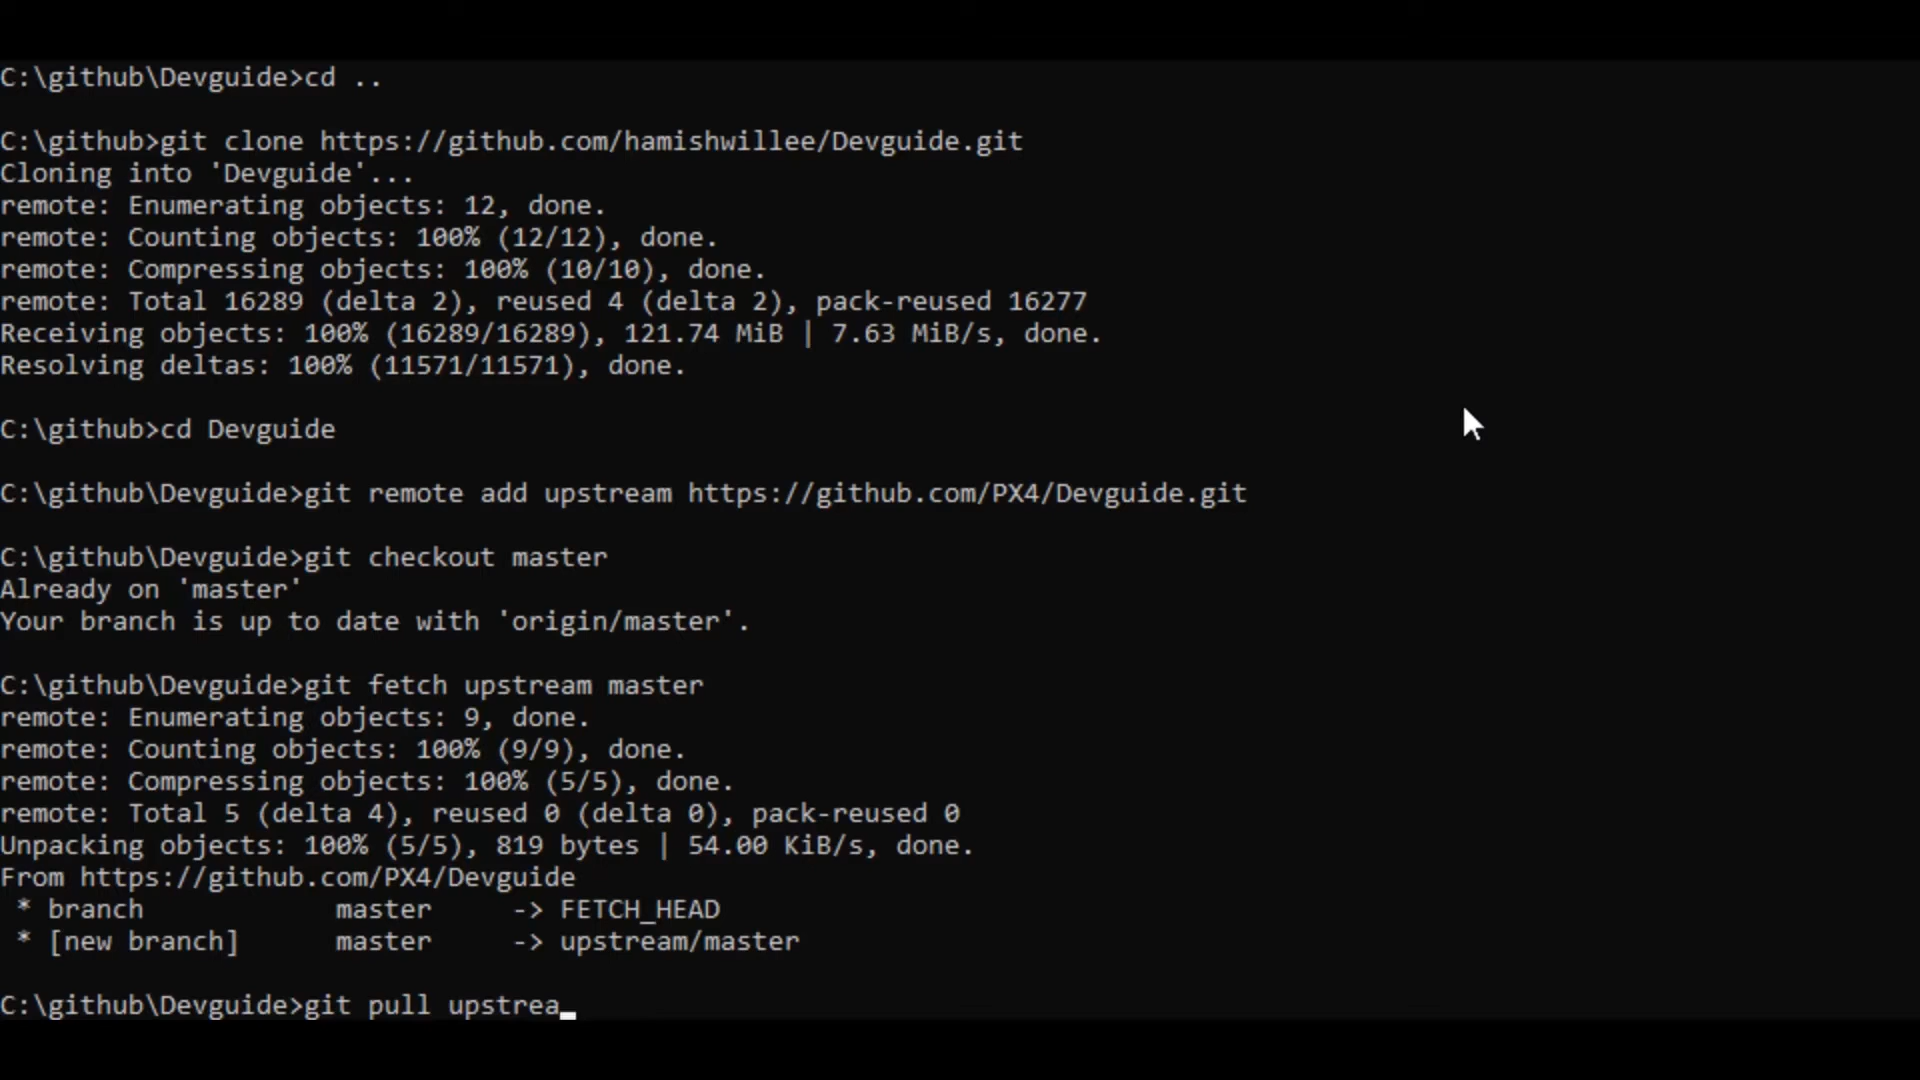 C:\github\Devguide>cd ..
C:\github>git clone https://github.com/hamishwillee/Devguide.git
Cloning into 'Devguide'...
remote: Enumerating objects: 12, done.
remote: Counting objects: 100% (12/12), done.
remote: Compressing objects: 100% (10/10), done.
remote: Total 16289 (delta 2), reused 4 (delta 2), pack-reused 16277
Receiving objects: 100% (16289/16289), 121.74 MiB | 7.63 MiB/s, done.
Resolving deltas: 100% (11571/11571), done.
C:\github>cd Devguide
C:\github\Devguide>git remote add upstream https://github.com/PX4/Devguide.git
C:\github\Devguide>git checkout master
Already on 'master'
Your branch is up to date with 'origin/master'.
C:\github\Devguide>git fetch upstream master
remote: Enumerating objects: 9, done.
remote: Counting objects: 100% (9/9), done.
remote: Compressing objects: 100% (5/5), done.
remote: Total 5 (delta 4), reused 0 (delta 0), pack-reused 0
Unpacking objects: 100% (5/5), 819 bytes | 54.00 KiB/s, done.
From https://github.com/PX4/Devguide
 * branch            master     -> FETCH_HEAD
 * [new branch]      master     -> upstream/master
C:\github\Devguide>git pull upstrea